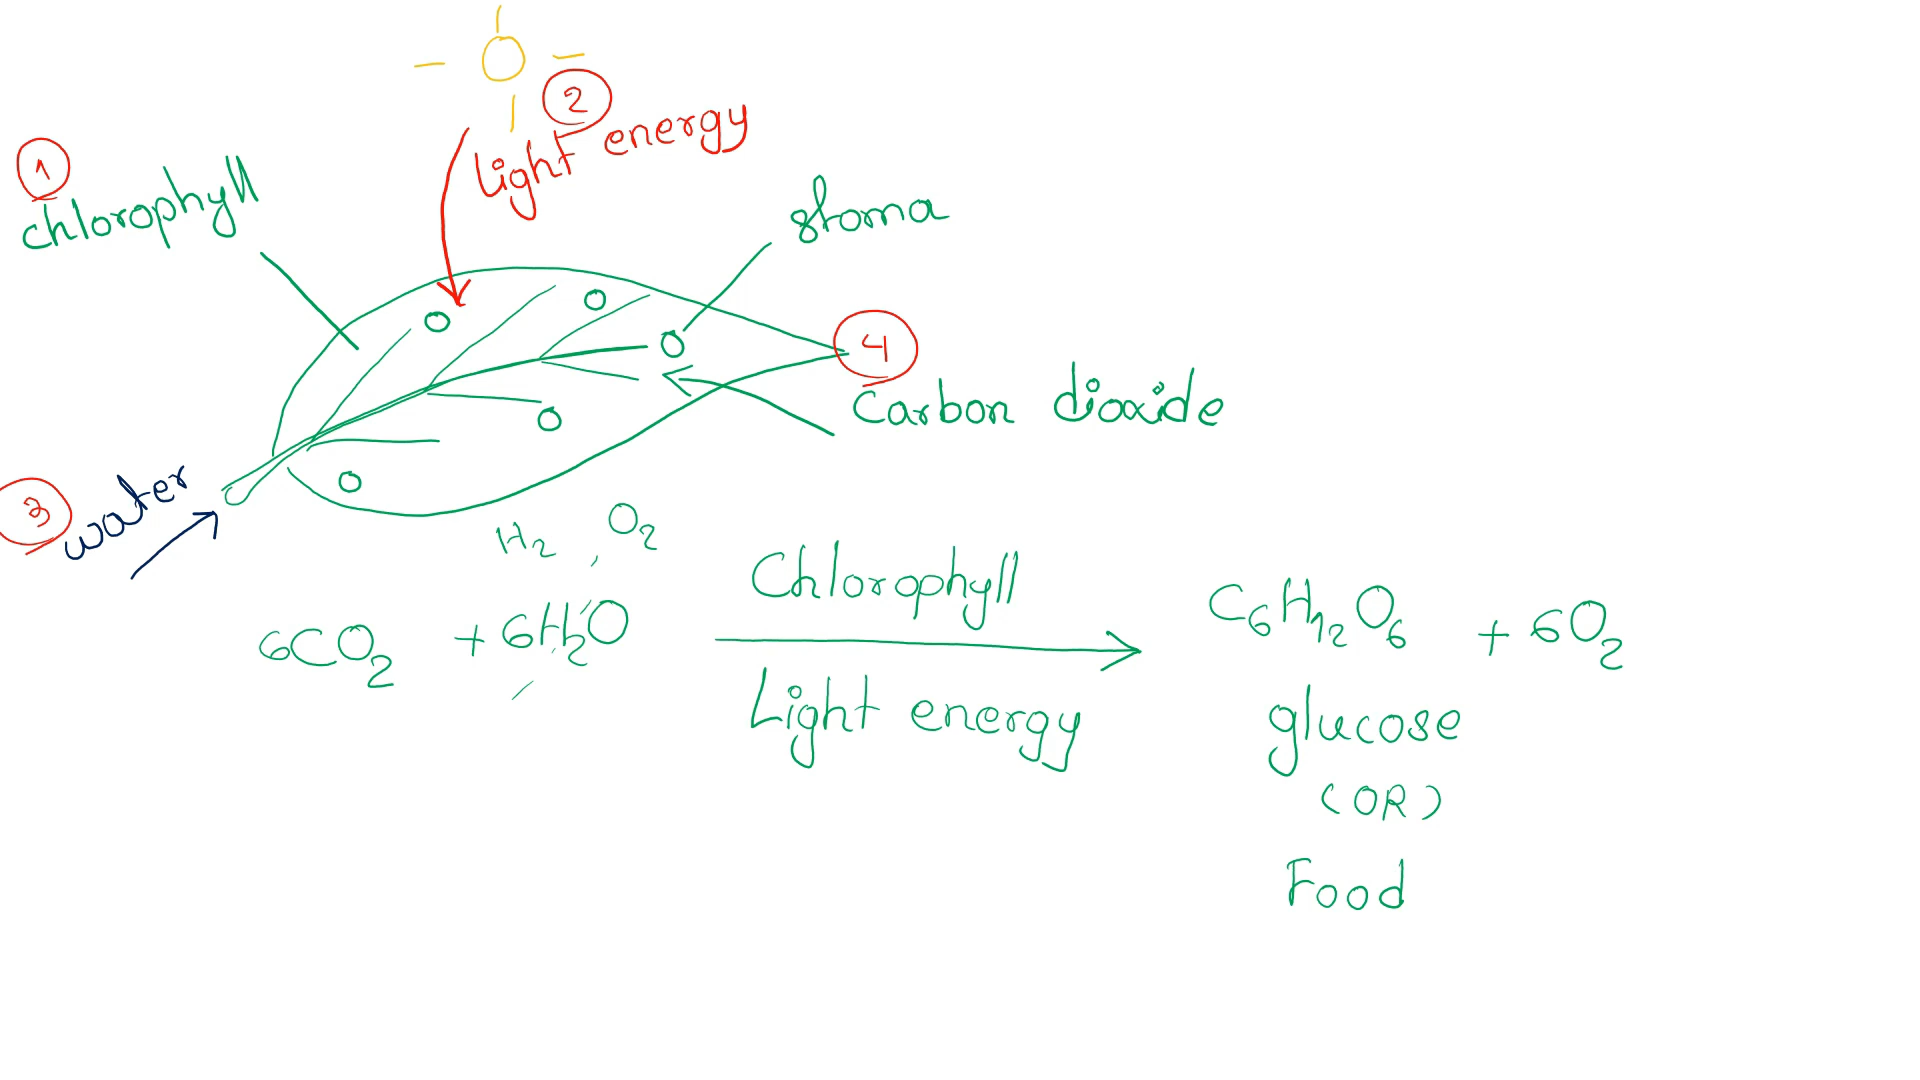 2
Light energy
1
chlorophyll
stoma
4
Carbon dioxide
3
water
H2 , O2
6CO2 + 6H2O
Chlorophyll
Light energy
C6H12O6 + 6O2
glucose
(OR)
Food